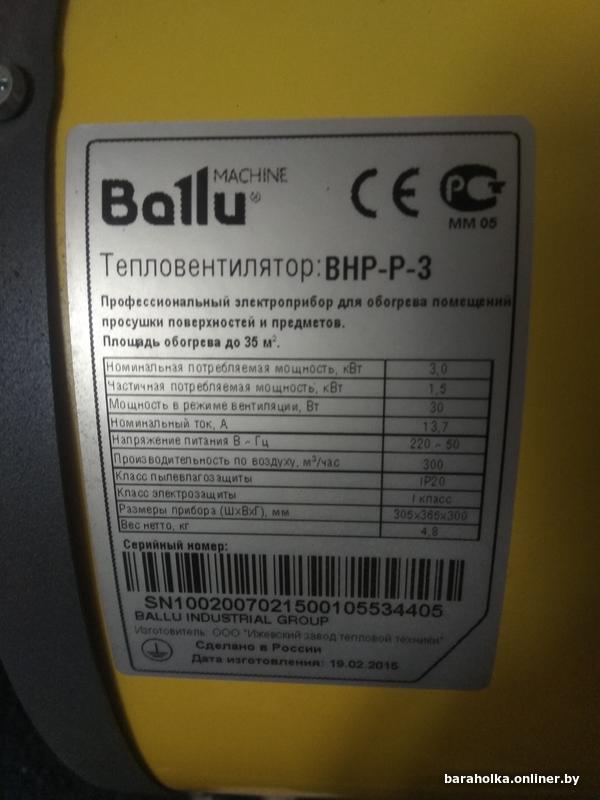 Ballu MACHINE ® CE PCT
MM 05
Тепловентилятор: BHP-P-3
Профессиональный электроприбор для обогрева помещений
просушки поверхностей и предметов.
Площадь обогрева до 35 м².
Номинальная потребляемая мощность, кВт 3,0
Частичная потребляемая мощность, кВт 1,5
Мощность в режиме вентиляции, Вт 30
Номинальный ток, А 13,7
Напряжение питания В ~ Гц 220 ~ 50
Производительность по воздуху, м³/час 300
Класс пылевлагозащиты IP20
Класс электрозащиты I класс
Размеры прибора (ШхВхГ), мм 305x365x300
Вес нетто, кг 4,8
Серийный номер:
SN1002007021500105534405
BALLU INDUSTRIAL GROUP
Изготовитель: ООО "Ижевский завод тепловой техники"
Сделано в России
Дата изготовления: 19.02.2015
baraholka.onliner.by